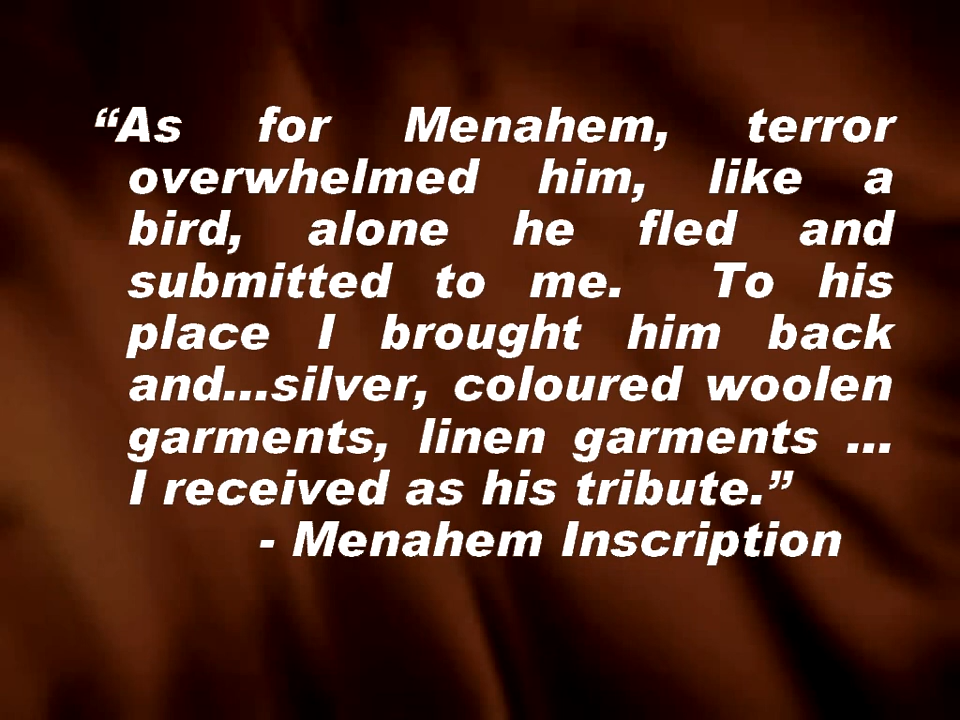 “As for Menahem, terror
overwhelmed him, like a
bird, alone he fled and
submitted to me. To his
place I brought him back
and...silver, coloured woolen
garments, linen garments ...
I received as his tribute.”
- Menahem Inscription